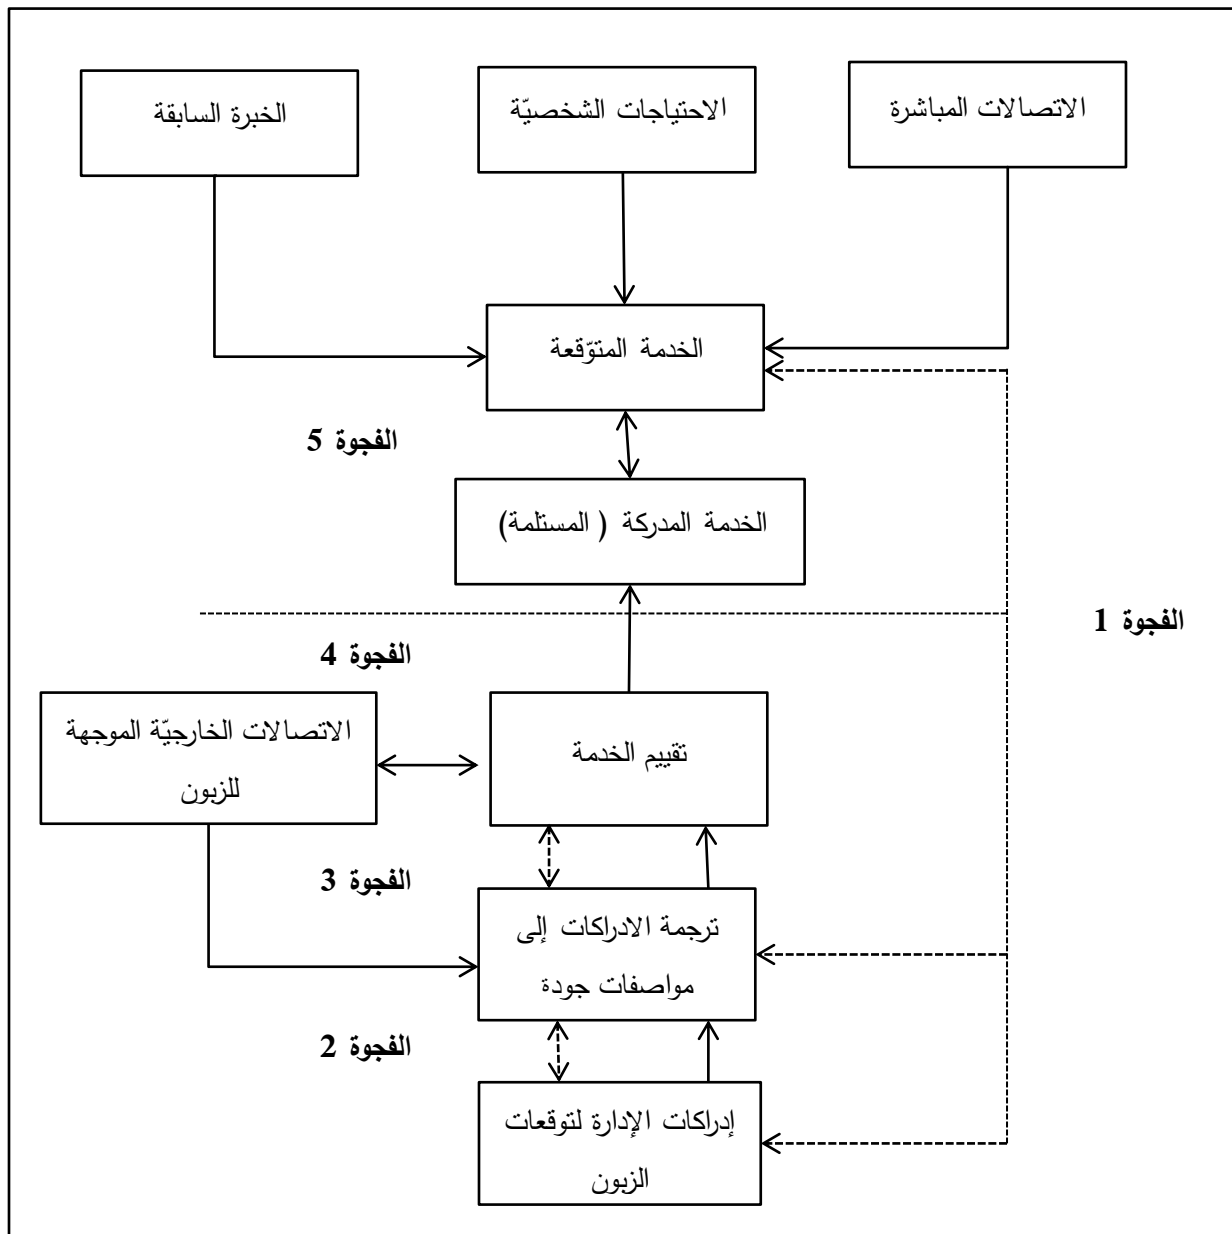 الاتصالات المباشرة
الاحتياجات الشخصيّة
الخبرة السابقة
الخدمة المتوّقعة
الفجوة 5
الخدمة المدركة ( المستلمة)
الفجوة 1
الفجوة 4
تقييم الخدمة
الاتصالات الخارجيّة الموجهة
للزبون
الفجوة 3
ترجمة الادراكات إلى
مواصفات جودة
الفجوة 2
إدراكات الإدارة لتوقعات
الزبون